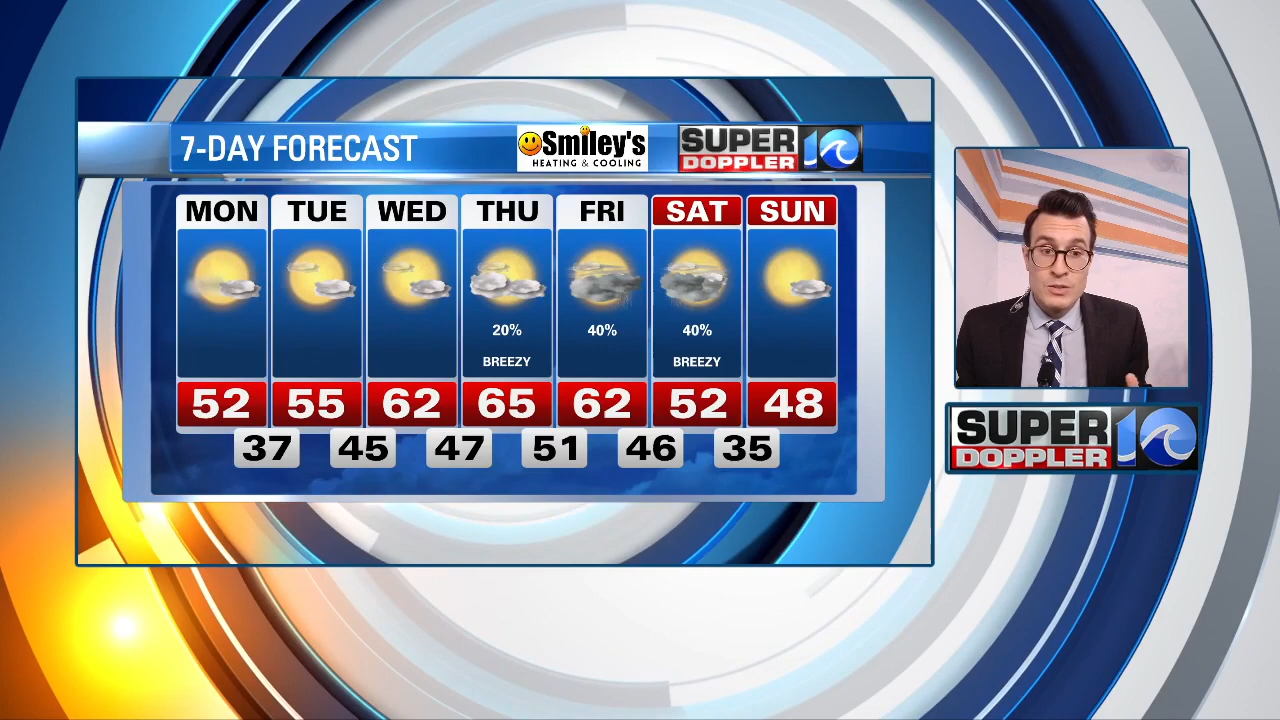 7-DAY FORECAST
Smiley's
HEATING & COOLING
SUPER
DOPPLER 10
MON TUE WED THU FRI SAT SUN
20% 40% 40%
BREEZY BREEZY
52 55 62 65 62 52 48
37 45 47 51 46 35
SUPER
DOPPLER 10